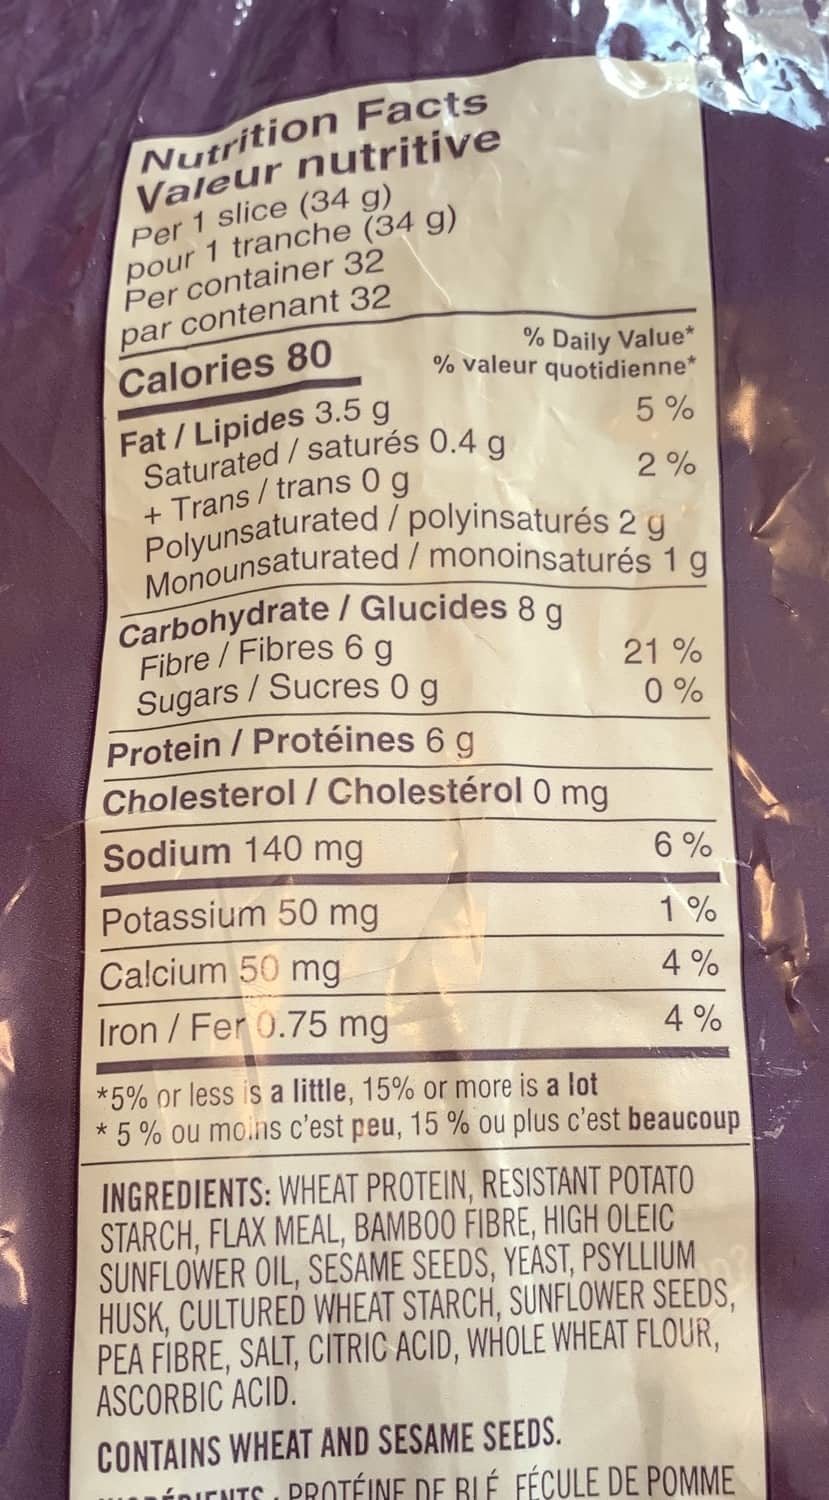 Nutrition Facts
Valeur nutritive
Per 1 slice (34 g)
pour 1 tranche (34 g)
Per container 32
par contenant 32
Calories 80
% Daily Value*
% valeur quotidienne*
Fat / Lipides 3.5 g 5 %
Saturated / saturés 0.4 g
+ Trans / trans 0 g 2 %
Polyunsaturated / polyinsaturés 2 g
Monounsaturated / monoinsaturés 1 g
Carbohydrate / Glucides 8 g
Fibre / Fibres 6 g 21 %
Sugars / Sucres 0 g 0 %
Protein / Protéines 6 g
Cholesterol / Cholestérol 0 mg
Sodium 140 mg 6 %
Potassium 50 mg 1 %
Calcium 50 mg 4 %
Iron / Fer 0.75 mg 4 %
*5% or less is a little, 15% or more is a lot
* 5 % ou moins c'est peu, 15 % ou plus c'est beaucoup
INGREDIENTS: WHEAT PROTEIN, RESISTANT POTATO
STARCH, FLAX MEAL, BAMBOO FIBRE, HIGH OLEIC
SUNFLOWER OIL, SESAME SEEDS, YEAST, PSYLLIUM
HUSK, CULTURED WHEAT STARCH, SUNFLOWER SEEDS,
PEA FIBRE, SALT, CITRIC ACID, WHOLE WHEAT FLOUR,
ASCORBIC ACID.
CONTAINS WHEAT AND SESAME SEEDS.
INGRÉDIENTS : PROTÉINE DE BLÉ, FÉCULE DE POMME